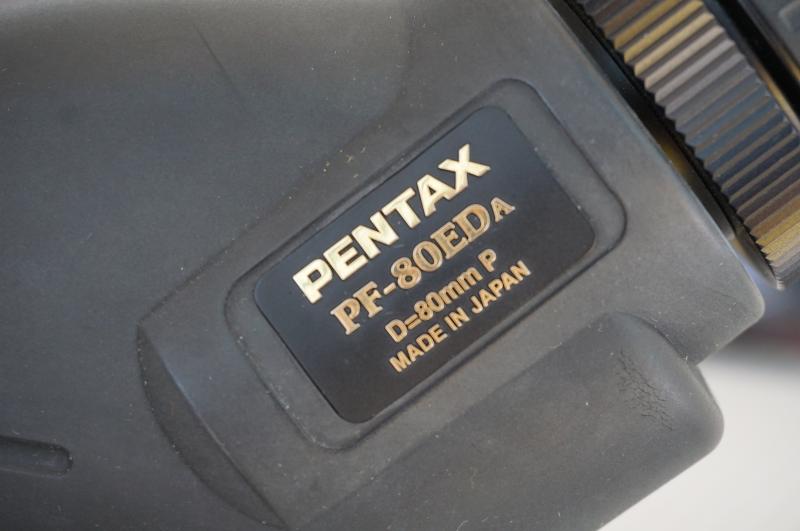 PENTAX
PF-80EDA
D=80mm P
MADE IN JAPAN